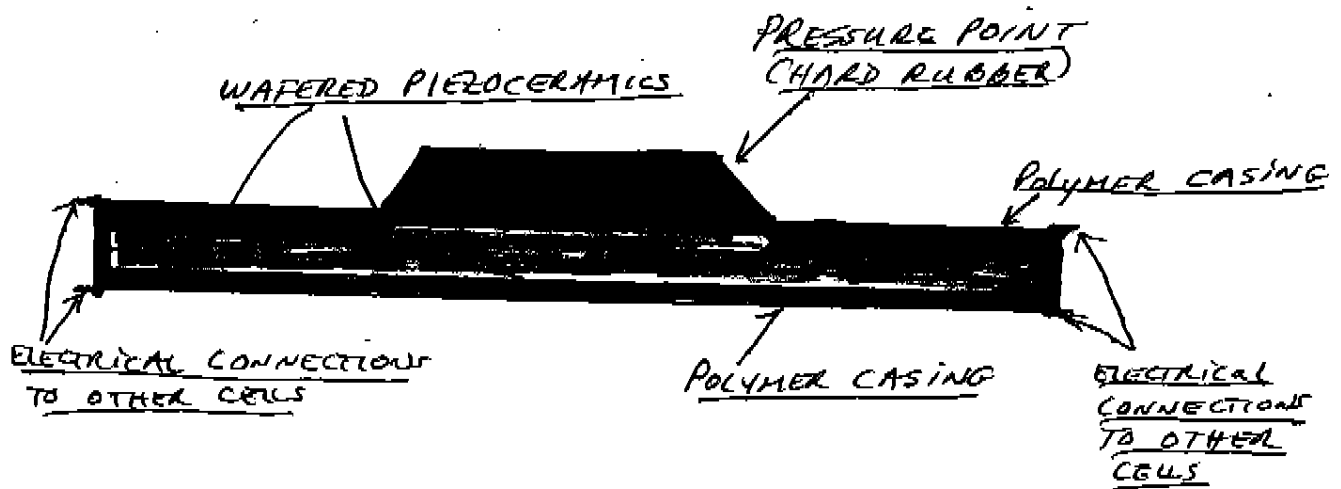 PRESSURE POINT
(HARD RUBBER)
WAFERED PIEZOCERAMICS
POLYMER CASING
ELECTRICAL CONNECTIONS
TO OTHER CELLS
POLYMER CASING
ELECTRICAL
CONNECTIONS
TO OTHER
CELLS